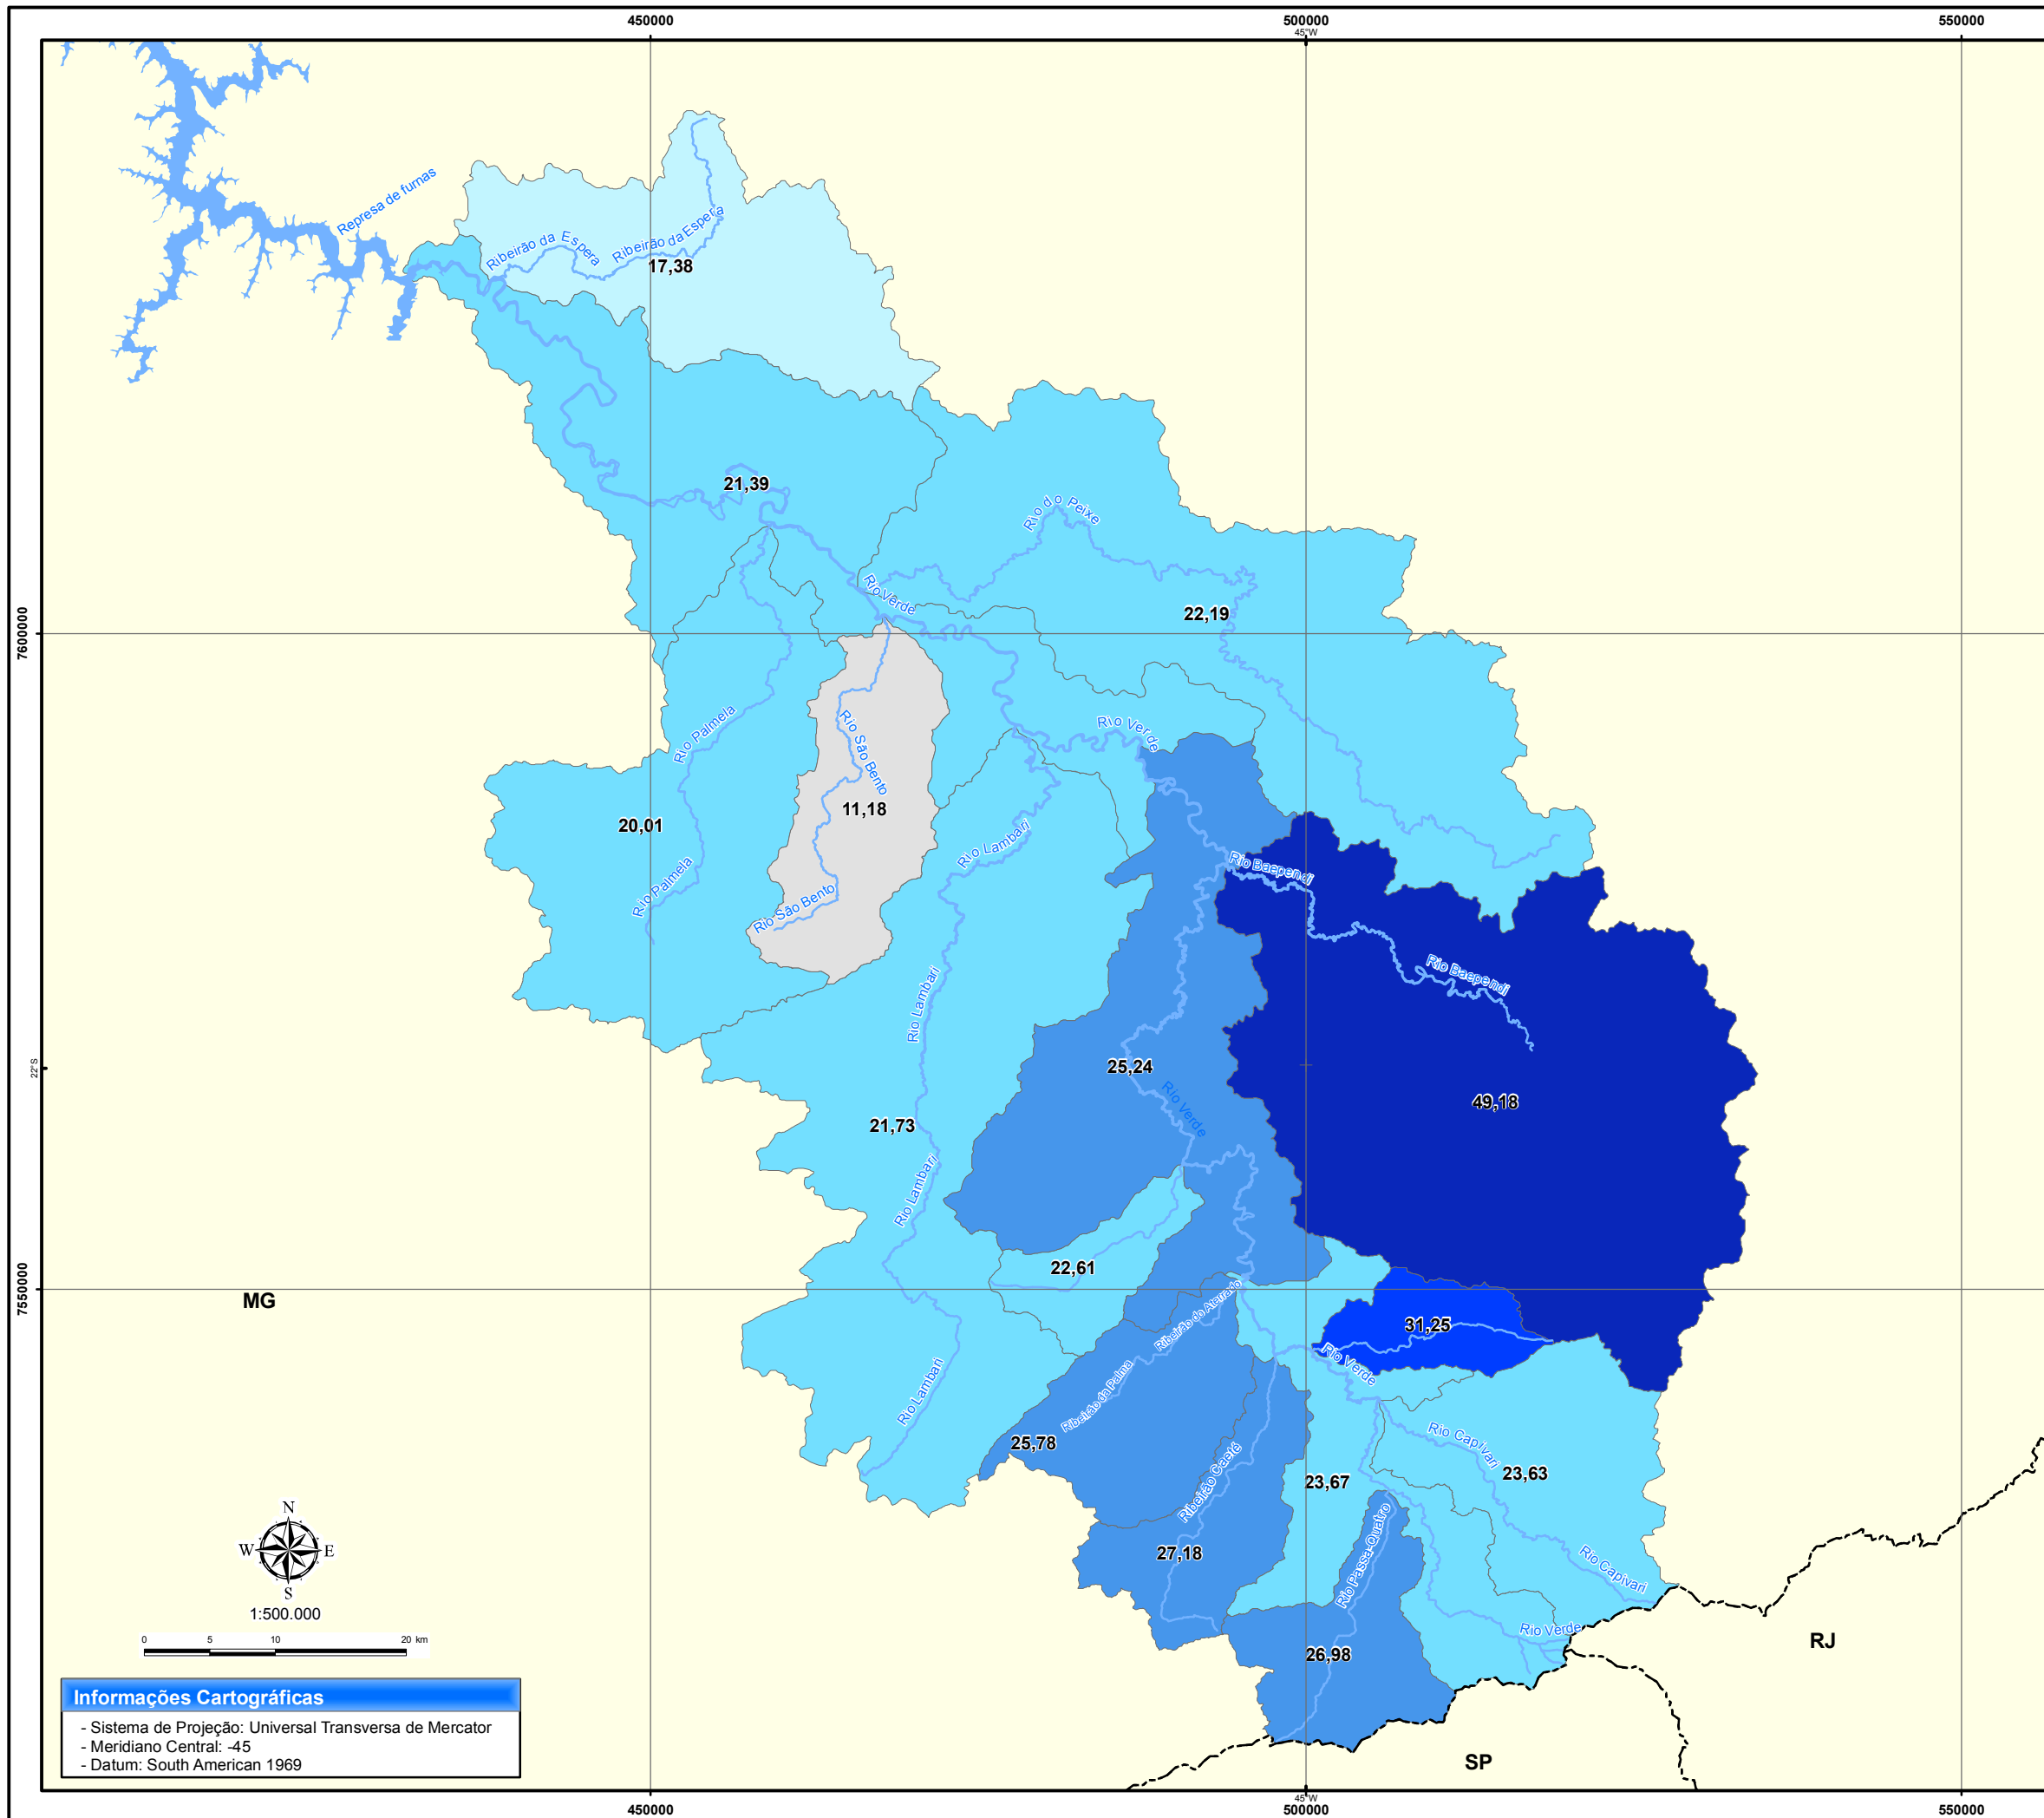 450000
500000
550000
45°W
Represa de furnas
Ribeirão da Espera
Ribeirão da Espera
17,38
21,39
Rio do Peixe
Rio Verde
22,19
7600000
Rio Palmela
Rio São Bento
Rio Verde
11,18
20,01
Rio Lambari
Rio Palmela
Rio São Bento
Rio Baependi
Rio Baependi
Rio Lambari
22°S
25,24
Rio Verde
49,18
21,73
Rio Lambari
22,61
7550000
MG
Ribeirão do Aterrado
31,25
Rio Verde
Rio Lambari
Ribeirão da Palma
25,78
Rio Capivari
Ribeirão Caeté
23,67
23,63
N
W
E
S
1:500.000
27,18
Rio Passa-Quatro
Rio Capivari
Rio Verde
26,98
RJ
0 5 10 20 km
Informações Cartográficas
- Sistema de Projeção: Universal Transversa de Mercator
- Meridiano Central: -45
- Datum: South American 1969
SP
45°W
450000
500000
550000